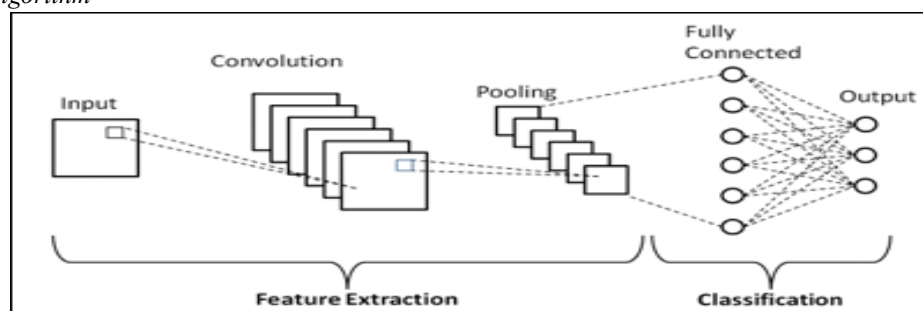 Fully
Connected
Convolution
Pooling
Output
Input
Feature Extraction
Classification